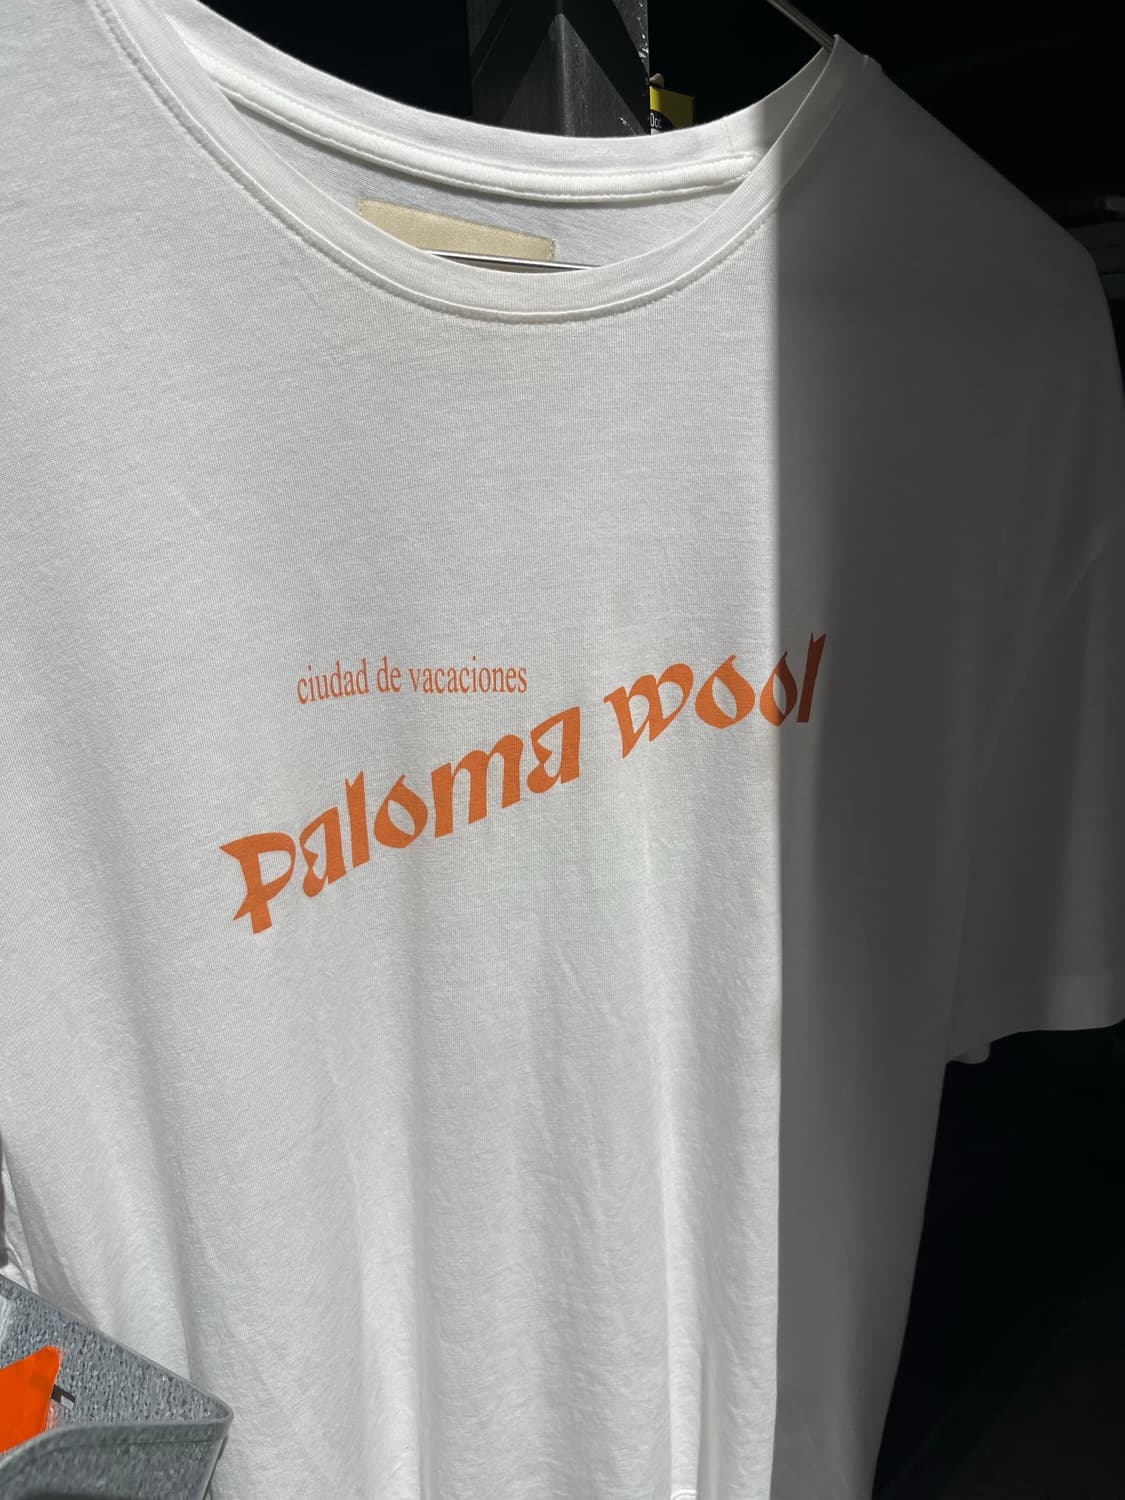 ciudad de vacaciones
Paloma wool